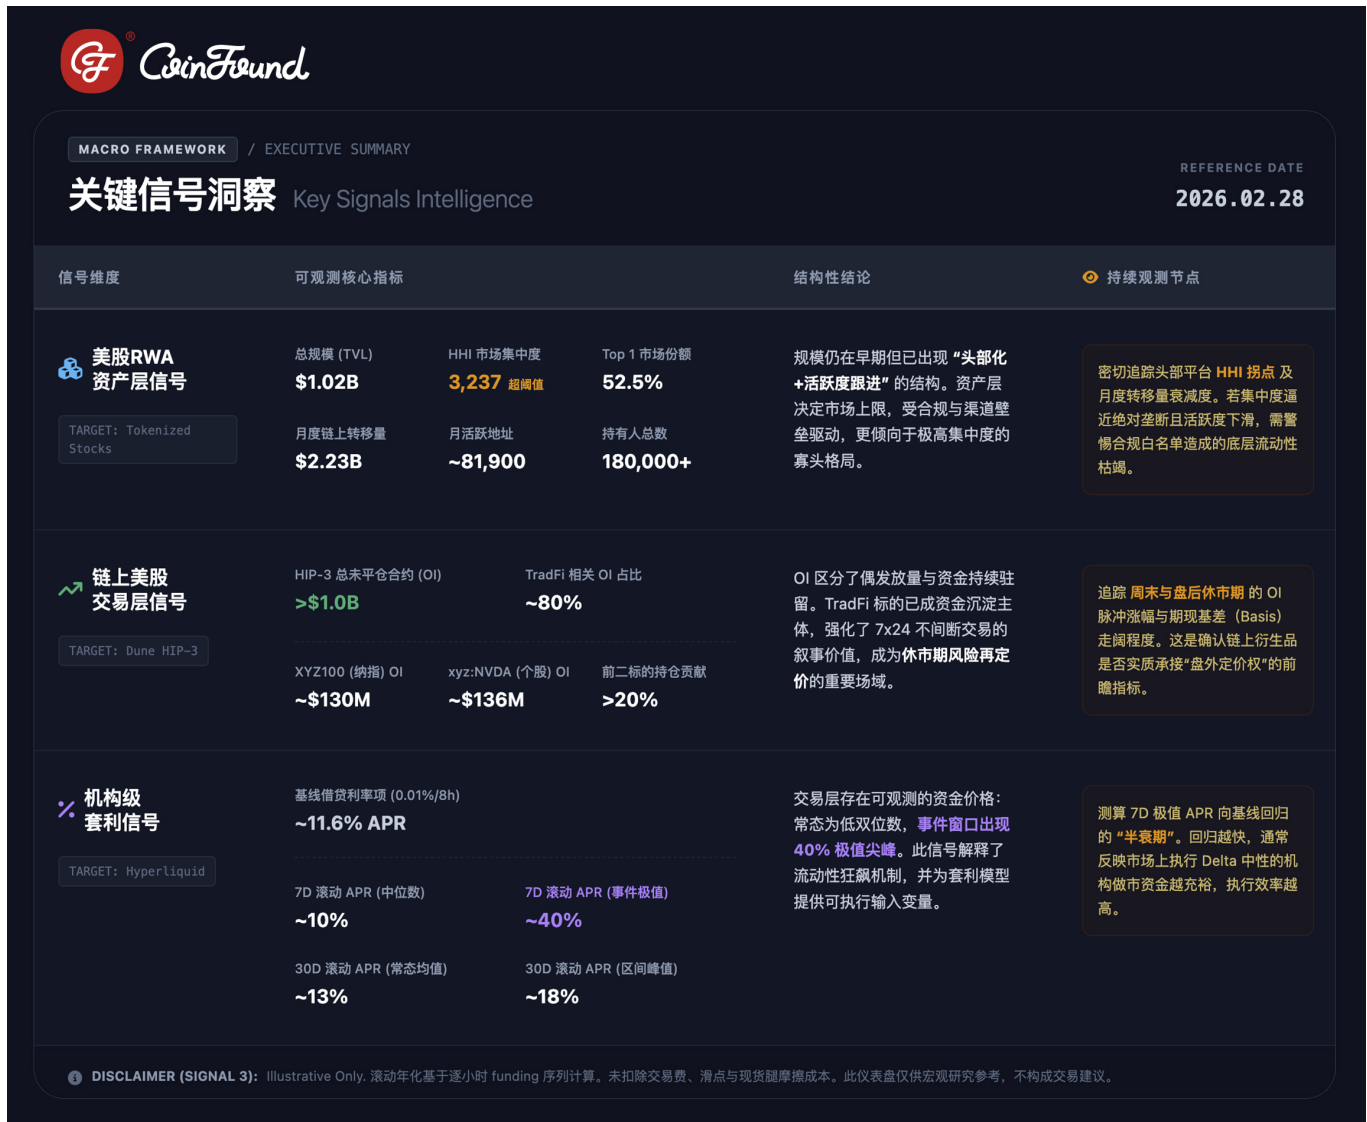 CoinFound
®
MACRO FRAMEWORK / EXECUTIVE SUMMARY
关键信号洞察 Key Signals Intelligence
REFERENCE DATE
2026.02.28
信号维度 可观测核心指标 结构性结论 持续观测节点
美股RWA
资产层信号
TARGET: Tokenized
Stocks
总规模 (TVL) HHI 市场集中度 Top 1 市场份额
$1.02B 3,237 超阈值 52.5%
月度链上转移量 月活跃地址 持有人总数
$2.23B ~81,900 180,000+
规模仍在早期但已出现 “头部化
+活跃度跟进” 的结构。资产层
决定市场上限，受合规与渠道壁
垒驱动，更倾向于极高集中度的
寡头格局。
密切追踪头部平台 HHI 拐点 及
月度转移量衰减度。若集中度逼
近绝对垄断且活跃度下滑，需警
惕合规白名单造成的底层流动性
枯竭。
链上美股
交易层信号
TARGET: Dune HIP-3
HIP-3 总未平仓合约 (OI) TradFi 相关 OI 占比
>$1.0B ~80%
XYZ100 (纳指) OI xyz:NVDA (个股) OI 前二标的持仓贡献
~$130M ~$136M >20%
OI 区分了偶发放量与资金持续驻
留。TradFi 标的已成资金沉淀主
体，强化了 7x24 不间断交易的
叙事价值，成为休市期风险再定
价的重要场域。
追踪 周末与盘后休市期 的 OI
脉冲涨幅与期现基差（Basis）
走阔程度。这是确认链上衍生品
是否实质承接“盘外定价权”的前
瞻指标。
机构级
套利信号
TARGET: Hyperliquid
基线借贷利率项 (0.01%/8h)
~11.6% APR
7D 滚动 APR (中位数) 7D 滚动 APR (事件极值)
~10% ~40%
30D 滚动 APR (常态均值) 30D 滚动 APR (区间峰值)
~13% ~18%
交易层存在可观测的资金价格：
常态为低双位数，事件窗口出现
40% 极值尖峰。此信号解释了
流动性狂飙机制，并为套利模型
提供可执行输入变量。
测算 7D 极值 APR 向基线回归
的 “半衰期”。回归越快，通常
反映市场上执行 Delta 中性的机
构做市资金越充裕，执行效率越
高。
DISCLAIMER (SIGNAL 3): Illustrative Only. 滚动年化基于逐小时 funding 序列计算。未扣除交易费、滑点与现货腿摩擦成本。此仪表盘仅供宏观研究参考，不构成交易建议。